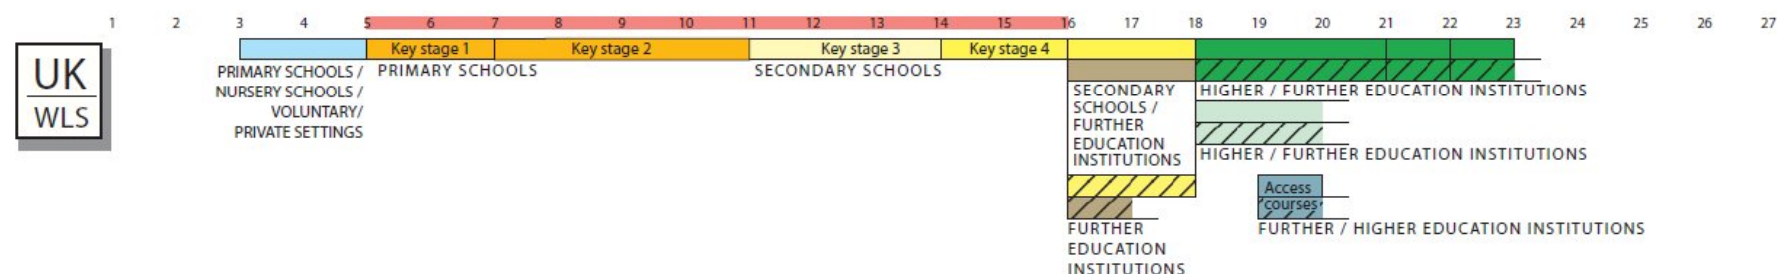 1 2 3 4 5 6 7 8 9 10 11 12 13 14 15 16 17 18 19 20 21 22 23 24 25 26 27
UK
WLS
Key stage 1 Key stage 2 Key stage 3 Key stage 4
PRIMARY SCHOOLS /
NURSERY SCHOOLS /
VOLUNTARY/
PRIVATE SETTINGS
PRIMARY SCHOOLS
SECONDARY SCHOOLS
SECONDARY
SCHOOLS /
FURTHER
EDUCATION
INSTITUTIONS
HIGHER / FURTHER EDUCATION INSTITUTIONS
HIGHER / FURTHER EDUCATION INSTITUTIONS
Access
courses
FURTHER / HIGHER EDUCATION INSTITUTIONS
FURTHER
EDUCATION
INSTITUTIONS